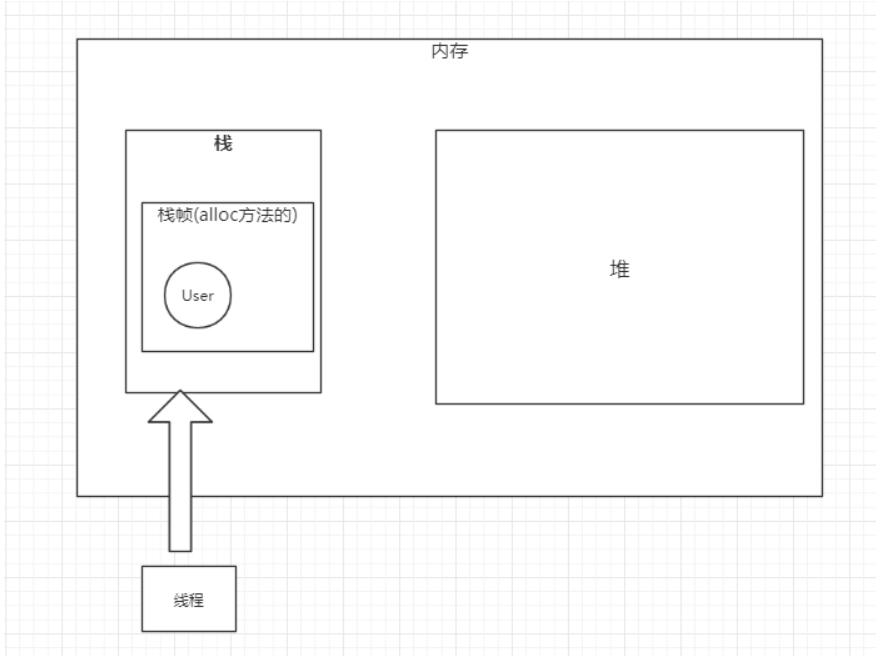 内存
栈
栈帧(alloc方法的)
User
堆
线程